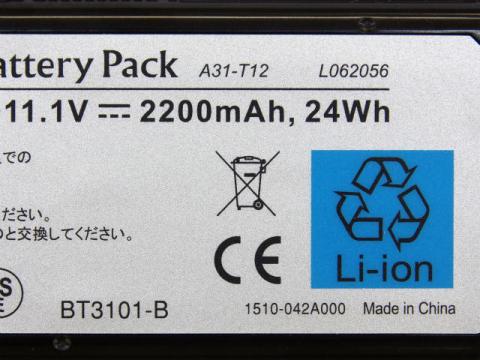 attery Pack A31-T12 L062056
11.1V ⎓ 2200mAh, 24Wh
での
ださい。
のと交換してください。
CE
Li-ion
S
E
BT3101-B 1510-042A000 Made in China